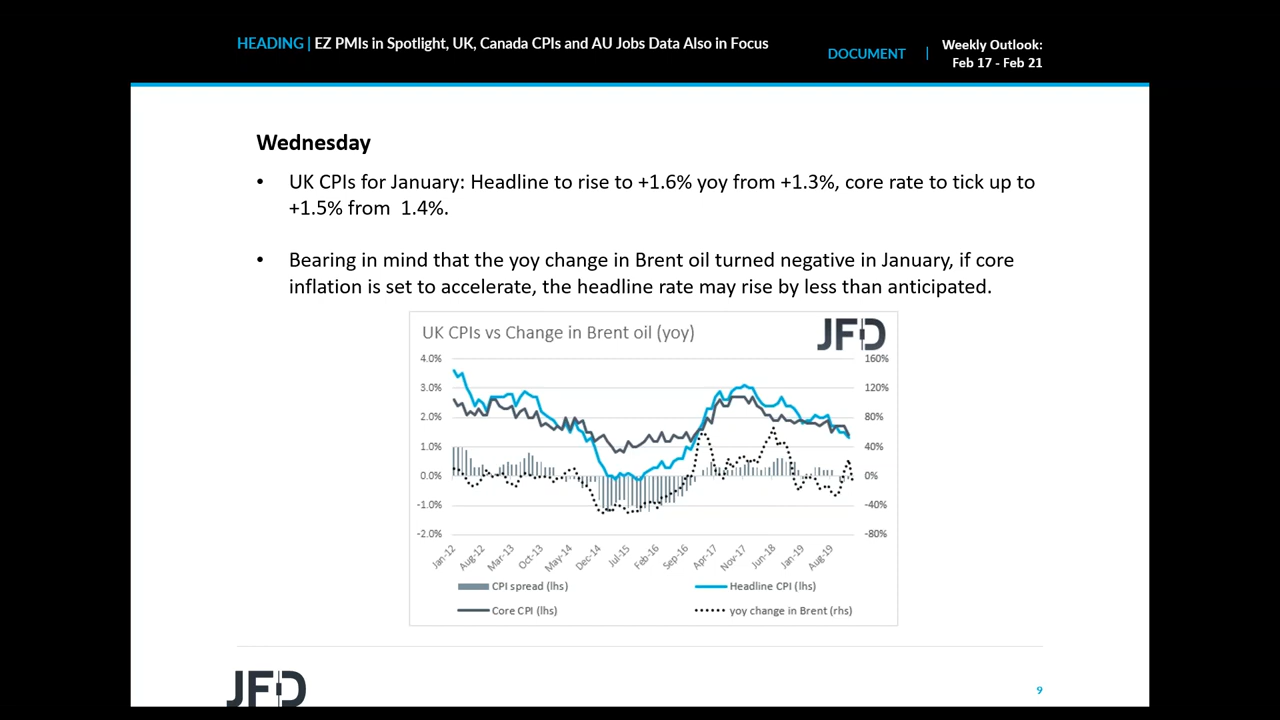 HEADING | EZ PMIs in Spotlight, UK, Canada CPIs and AU Jobs Data Also in Focus
DOCUMENT | Weekly Outlook:
Feb 17 - Feb 21
Wednesday
• UK CPIs for January: Headline to rise to +1.6% yoy from +1.3%, core rate to tick up to
+1.5% from 1.4%.
• Bearing in mind that the yoy change in Brent oil turned negative in January, if core
inflation is set to accelerate, the headline rate may rise by less than anticipated.
UK CPIs vs Change in Brent oil (yoy)
JFD
4.0% 160%
3.0% 120%
2.0% 80%
1.0% 40%
0.0% 0%
-1.0% -40%
-2.0% -80%
Jan-12 Aug-12 Mar-13 Oct-13 May-14 Dec-14 Jul-15 Feb-16 Sep-16 Apr-17 Nov-17 Jun-18 Jan-19 Aug-19
CPI spread (lhs) Headline CPI (lhs)
Core CPI (lhs) yoy change in Brent (rhs)
JFD
9